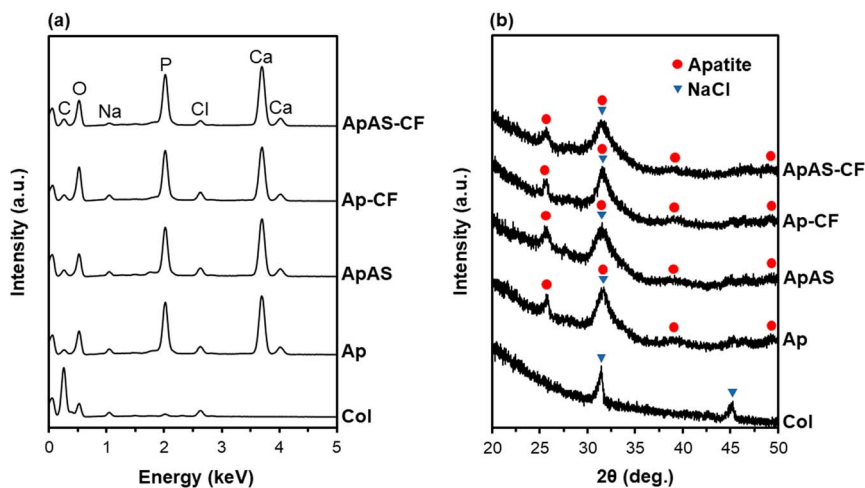 (a)
Intensity (a.u.)
C
O
Na
P
Cl
Ca
Ca
ApAS-CF
Ap-CF
ApAS
Ap
Col
0 1 2 3 4 5
Energy (keV)
(b)
Intensity (a.u.)
Apatite
NaCl
ApAS-CF
Ap-CF
ApAS
Ap
Col
20 25 30 35 40 45 50
2θ (deg.)